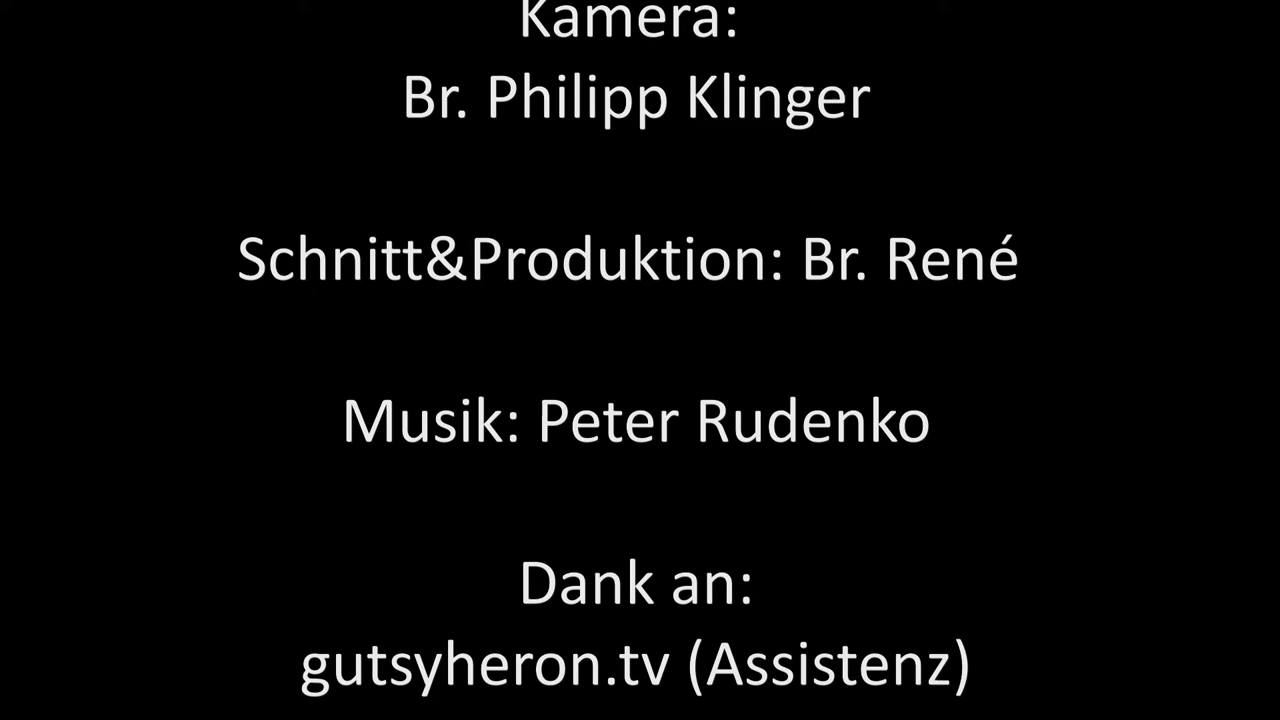 Kamera:
Br. Philipp Klinger
Schnitt&Produktion: Br. René
Musik: Peter Rudenko
Dank an:
gutsyheron.tv (Assistenz)